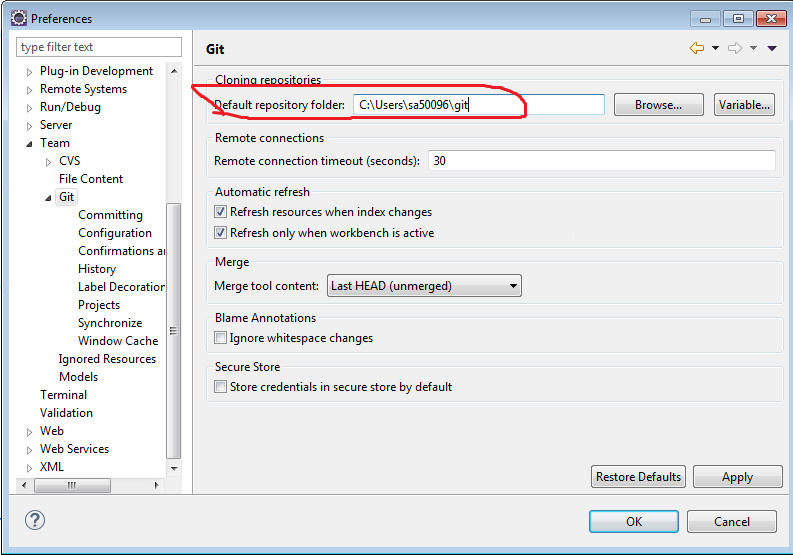 Preferences
type filter text
Plug-in Development
Remote Systems
Run/Debug
Server
Team
CVS
File Content
Git
Committing
Configuration
Confirmations a
History
Label Decoration
Projects
Synchronize
Window Cache
Ignored Resources
Models
Terminal
Validation
Web
Web Services
XML
Git
Cloning repositories
Default repository folder: C:\Users\sa50096\git Browse... Variable...
Remote connections
Remote connection timeout (seconds): 30
Automatic refresh
Refresh resources when index changes
Refresh only when workbench is active
Merge
Merge tool content: Last HEAD (unmerged)
Blame Annotations
Ignore whitespace changes
Secure Store
Store credentials in secure store by default
Restore Defaults Apply
OK Cancel